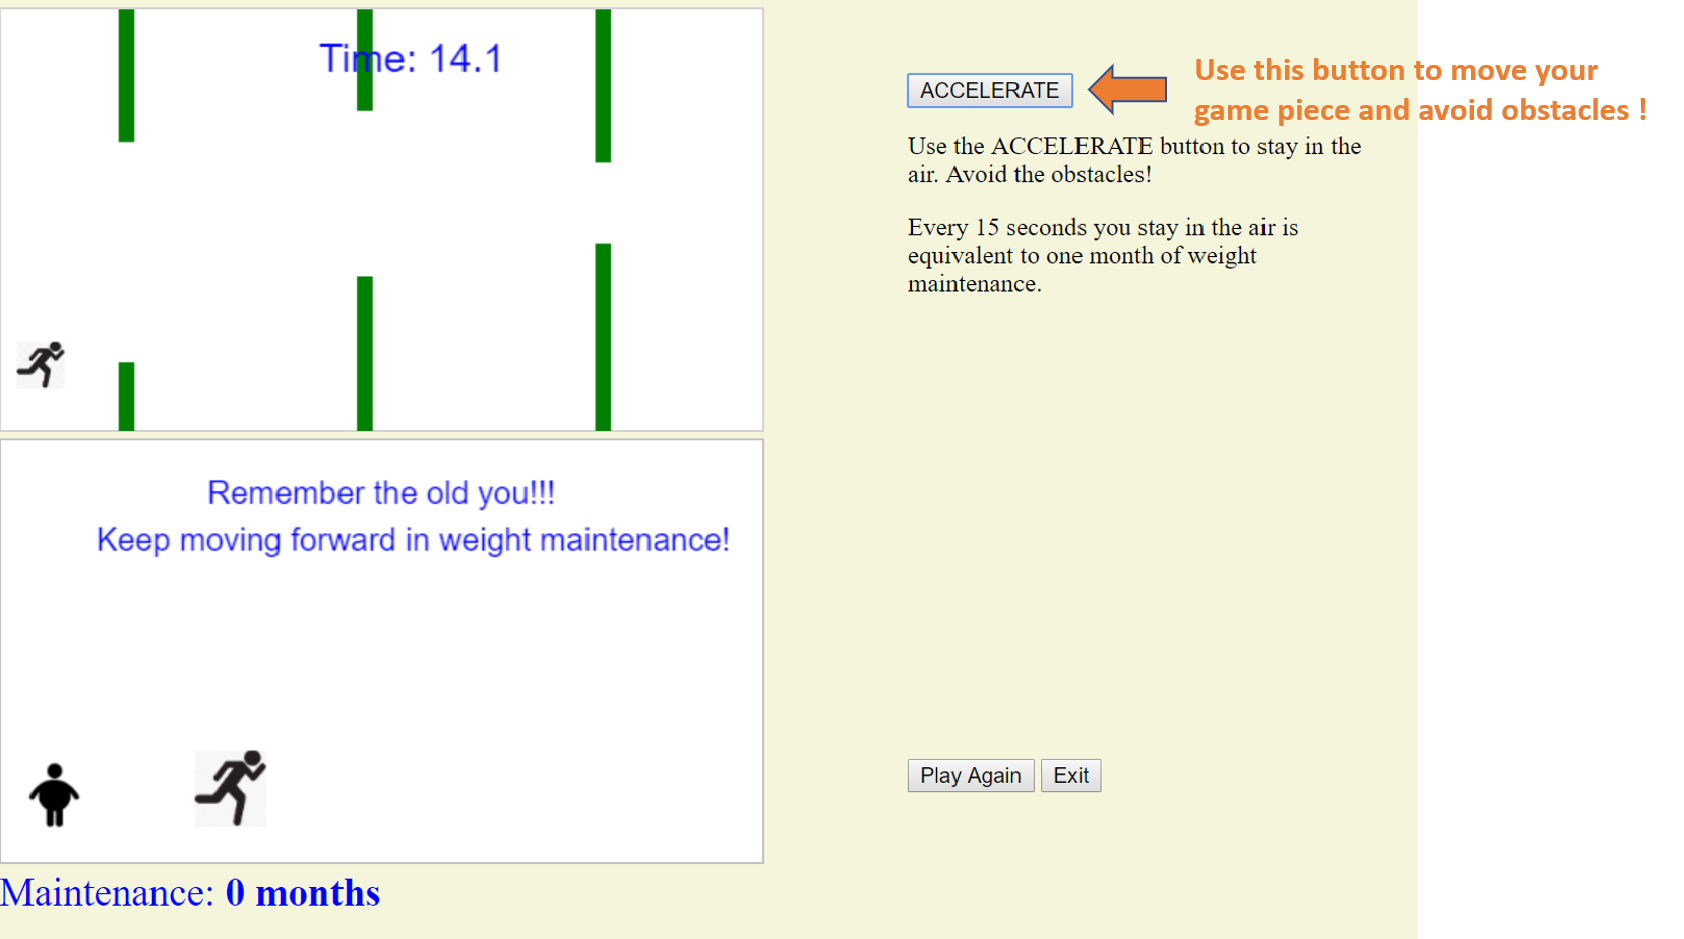 Time: 14.1
ACCELERATE
Use this button to move your
game piece and avoid obstacles !
Use the ACCELERATE button to stay in the
air. Avoid the obstacles!
Every 15 seconds you stay in the air is
equivalent to one month of weight
maintenance.
Remember the old you!!!
Keep moving forward in weight maintenance!
Play Again
Exit
Maintenance: 0 months